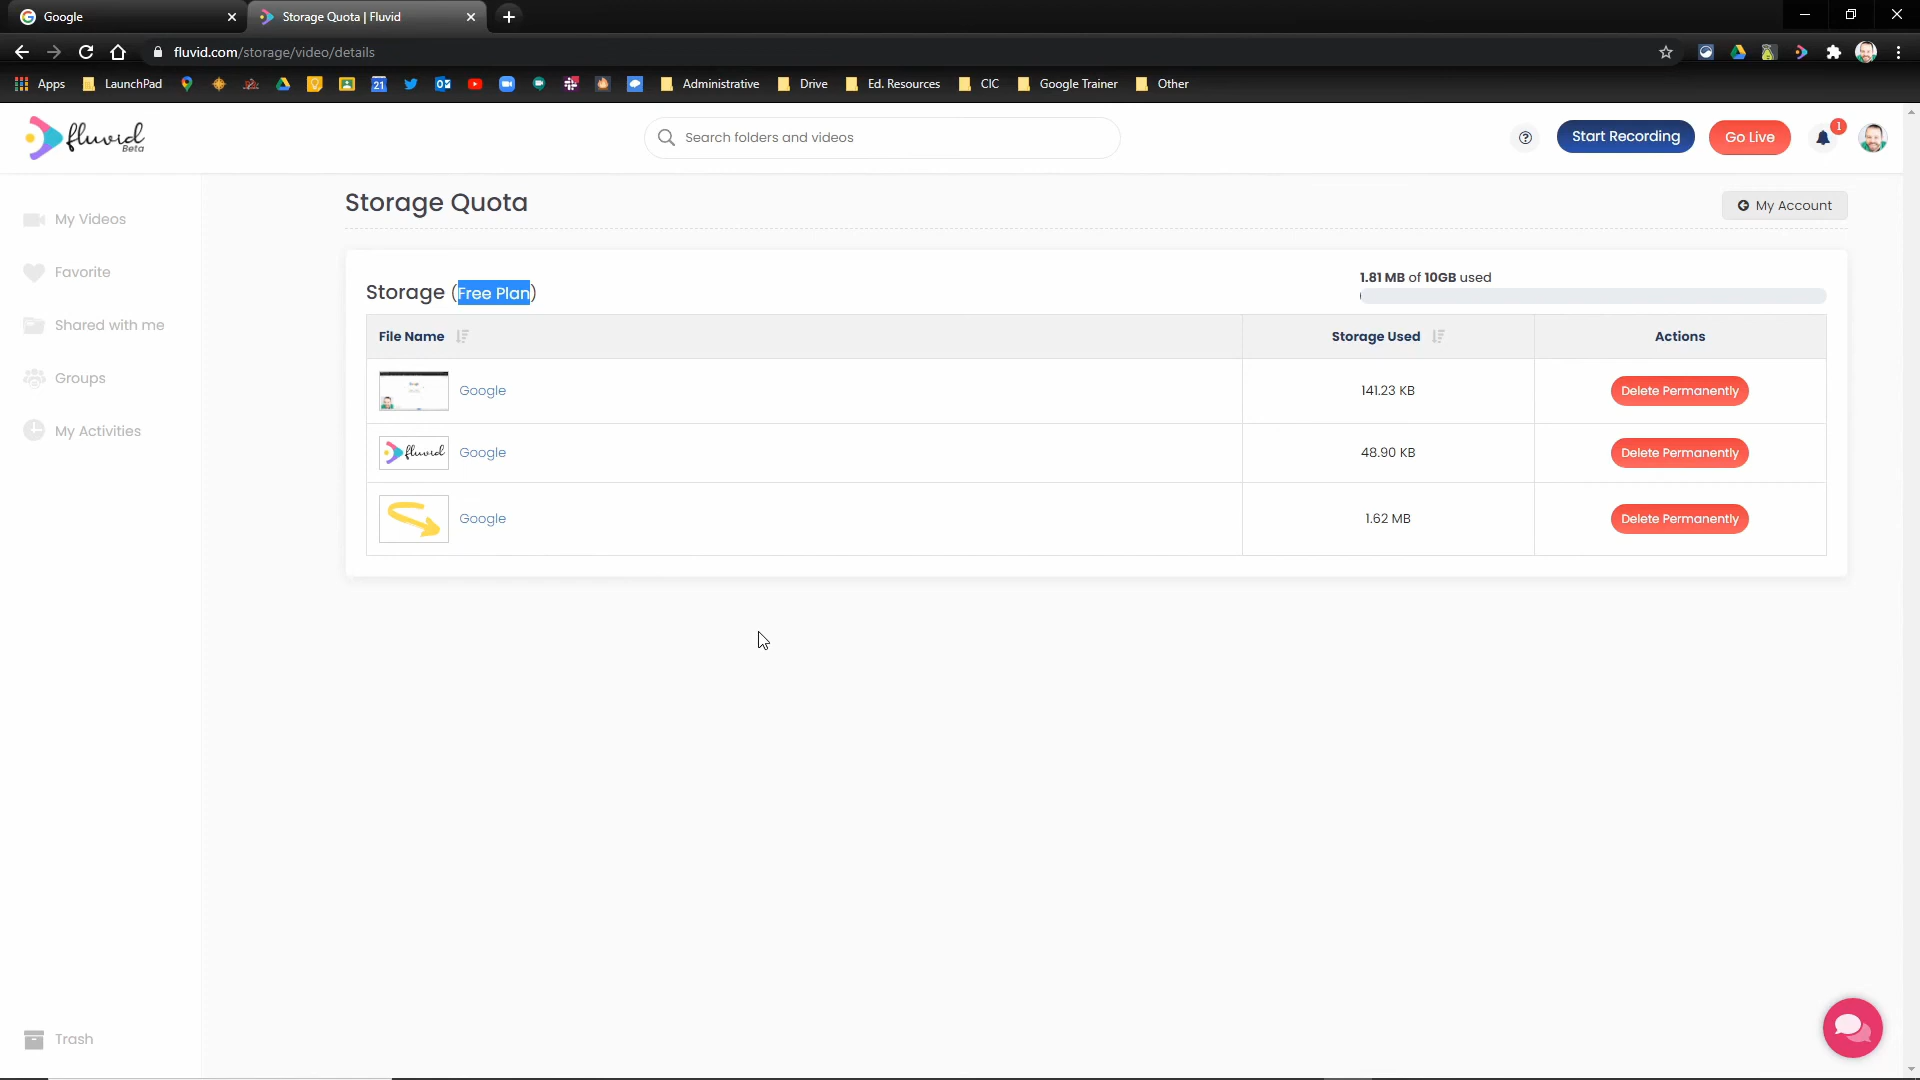 Google
Storage Quota | Fluvid
fluvid.com/storage/video/details
Apps
LaunchPad
21
Administrative
Drive
Ed. Resources
CIC
Google Trainer
Other
fluvid
Beta
Search folders and videos
Start Recording
Go Live
1
My Videos
Favorite
Shared with me
Groups
My Activities
Trash
Storage Quota
My Account
Storage (Free Plan)
1.81 MB of 10GB used
File Name
Storage Used
Actions
Google
141.23 KB
Delete Permanently
fluvid
Google
48.90 KB
Delete Permanently
Google
1.62 MB
Delete Permanently